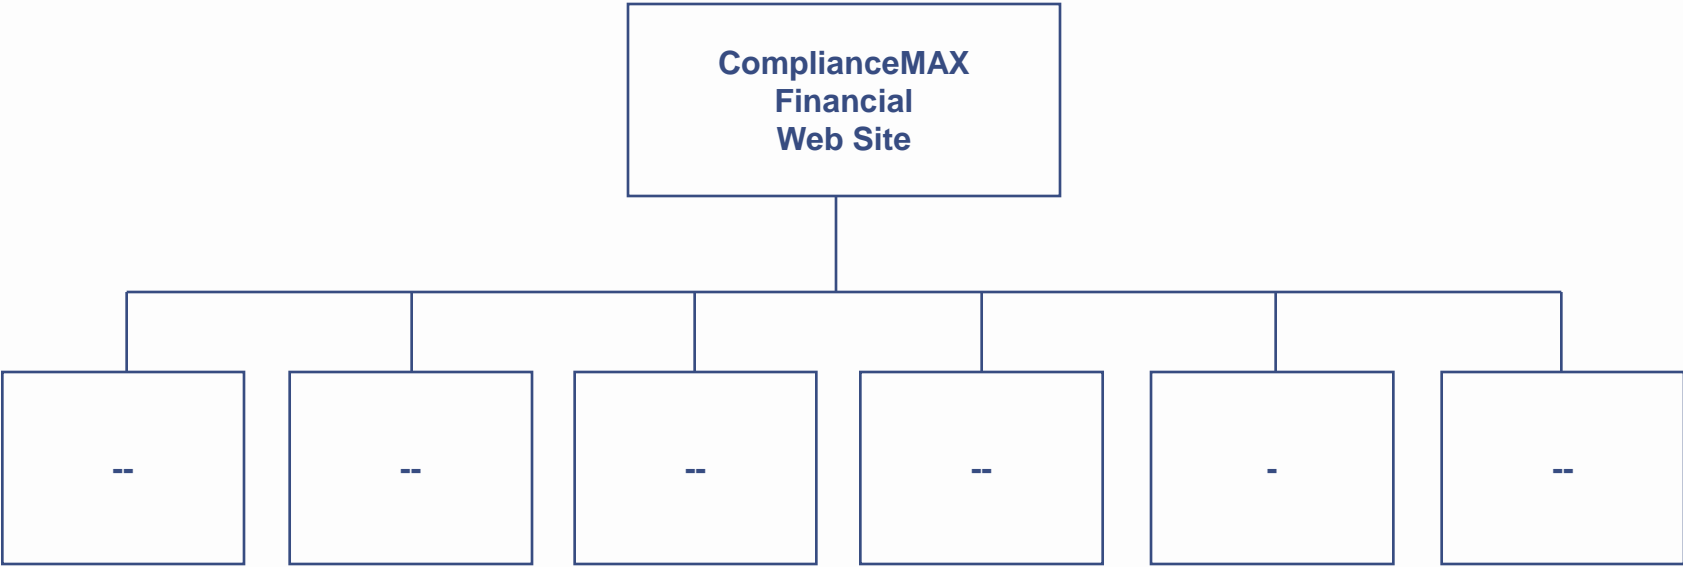 ComplianceMAX
Financial
Web Site
--
--
--
--
-
--